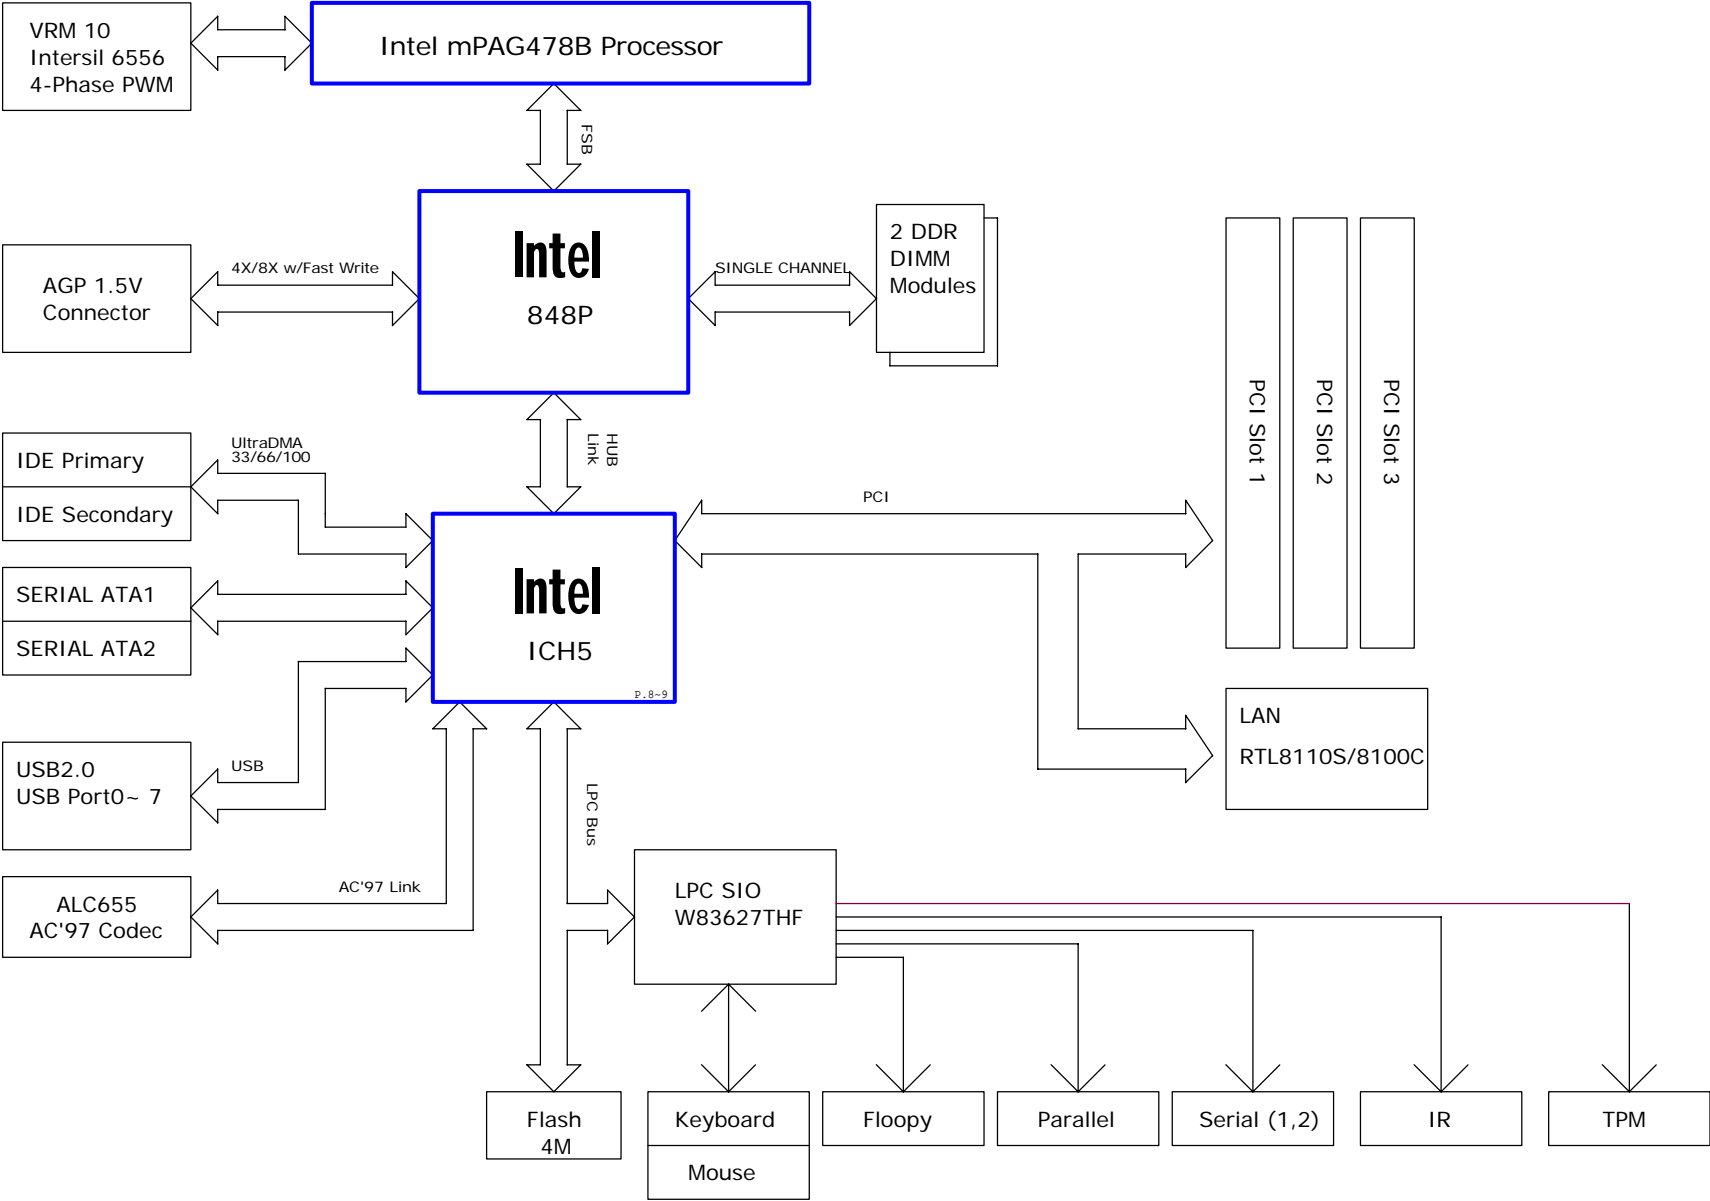 VRM 10
Intersil 6556
4-Phase PWM
Intel mPAG478B Processor
FSB
Intel
848P
AGP 1.5V
Connector
4X/8X w/Fast Write
SINGLE CHANNEL
2 DDR
DIMM
Modules
PCI Slot 1
PCI Slot 2
PCI Slot 3
HUB
Link
IDE Primary
IDE Secondary
UltraDMA
33/66/100
PCI
SERIAL ATA1
SERIAL ATA2
Intel
ICH5
P.8~9
LAN
RTL8110S/8100C
USB2.0
USB Port0~ 7
USB
LPC Bus
ALC655
AC'97 Codec
AC'97 Link
LPC SIO
W83627THF
Flash
4M
Keyboard
Mouse
Floopy
Parallel
Serial (1,2)
IR
TPM